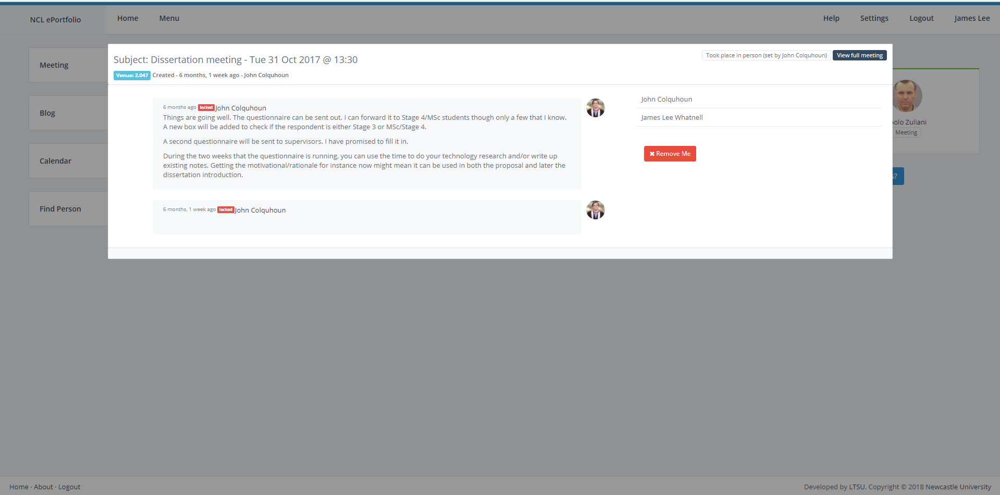 NCL ePortfolio
Home
Menu
Help
Settings
Logout
James Lee
Meeting
Blog
Calendar
Find Person
Subject: Dissertation meeting - Tue 31 Oct 2017 @ 13:30
Took place in person (set by John Colquhoun)
View full meeting
Venue: 2.047 Created - 6 months, 1 week ago - John Colquhoun
6 months ago locked John Colquhoun
Things are going well. The questionnaire can be sent out. I can forward it to Stage 4/MSc students though only a few that I know.
A new box will be added to check if the respondent is either Stage 3 or MSc/Stage 4.
A second questionnaire will be sent to supervisors. I have promised to fill it in.
During the two weeks that the questionnaire is running, you can use the time to do your technology research and/or write up
existing notes. Getting the motivational/rationale for instance now might mean it can be used in both the proposal and later the
dissertation introduction.
6 months, 1 week ago locked John Colquhoun
John Colquhoun
James Lee Whatnell
✖ Remove Me
Zuliani
Meeting
Home · About · Logout
Developed by LTSU. Copyright © 2018 Newcastle University